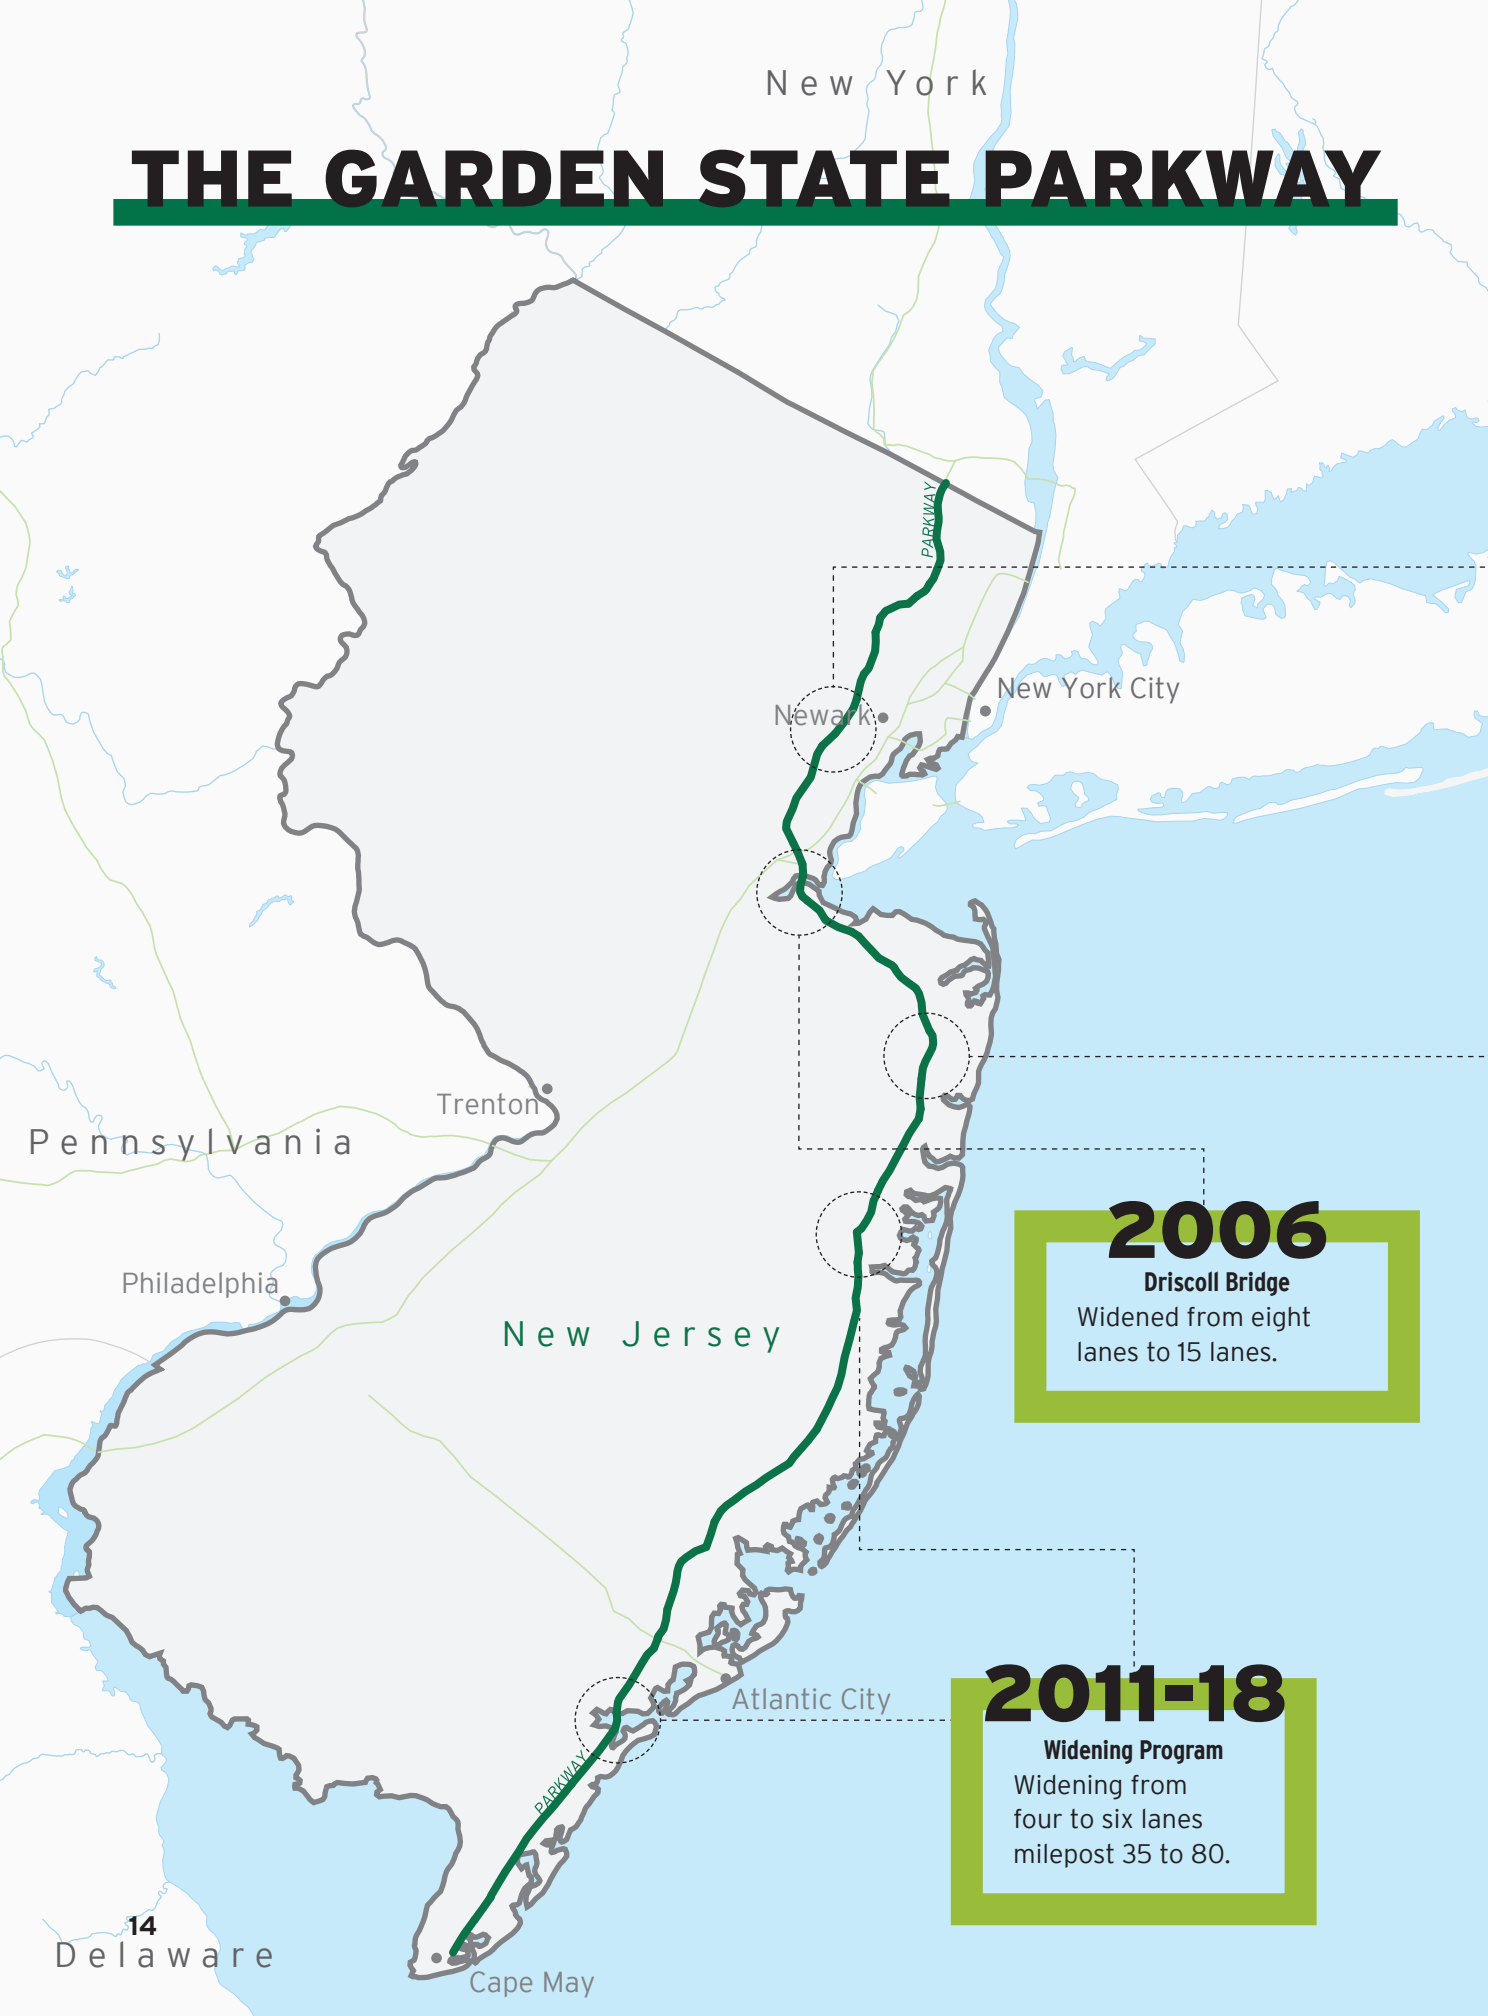 New York
THE GARDEN STATE PARKWAY
PARKWAY
New York City
Newark
Trenton
Pennsylvania
2006
Driscoll Bridge
Widened from eight
lanes to 15 lanes.
Philadelphia
New Jersey
2011-18
Widening Program
Widening from
four to six lanes
milepost 35 to 80.
Atlantic City
PARKWAY
14
Delaware
Cape May